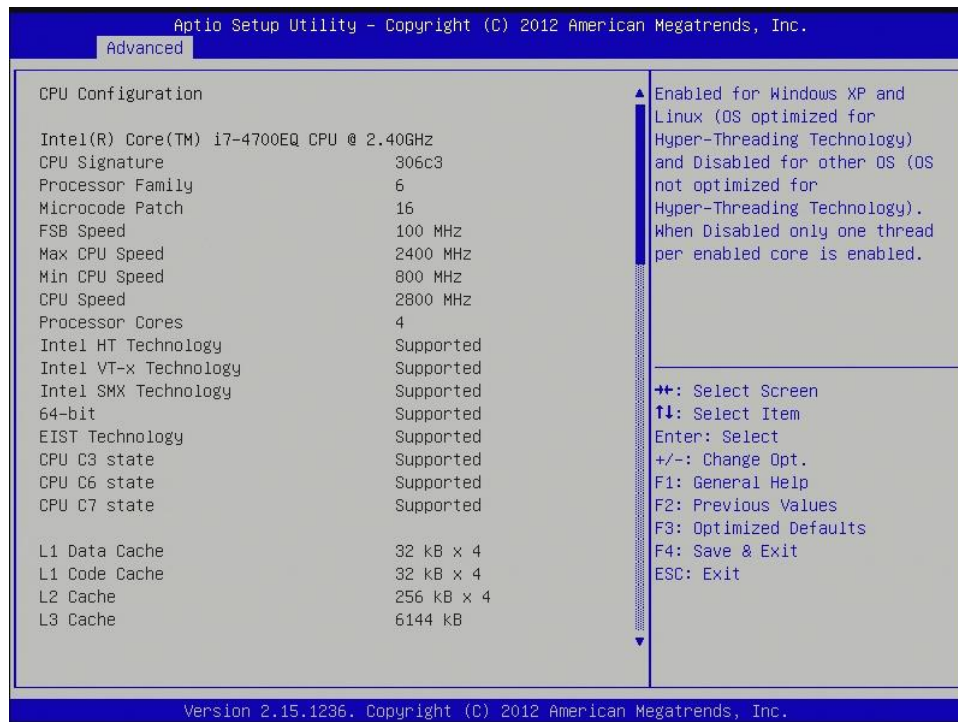 Aptio Setup Utility – Copyright (C) 2012 American Megatrends, Inc.
Advanced
CPU Configuration
Intel(R) Core(TM) i7-4700EQ CPU @ 2.40GHz
CPU Signature 306c3
Processor Family 6
Microcode Patch 16
FSB Speed 100 MHz
Max CPU Speed 2400 MHz
Min CPU Speed 800 MHz
CPU Speed 2800 MHz
Processor Cores 4
Intel HT Technology Supported
Intel VT-x Technology Supported
Intel SMX Technology Supported
64-bit Supported
EIST Technology Supported
CPU C3 state Supported
CPU C6 state Supported
CPU C7 state Supported
L1 Data Cache 32 kB x 4
L1 Code Cache 32 kB x 4
L2 Cache 256 kB x 4
L3 Cache 6144 kB
Enabled for Windows XP and
Linux (OS optimized for
Hyper-Threading Technology)
and Disabled for other OS (OS
not optimized for
Hyper-Threading Technology).
When Disabled only one thread
per enabled core is enabled.
→←: Select Screen
↑↓: Select Item
Enter: Select
+/-: Change Opt.
F1: General Help
F2: Previous Values
F3: Optimized Defaults
F4: Save & Exit
ESC: Exit
Version 2.15.1236. Copyright (C) 2012 American Megatrends, Inc.